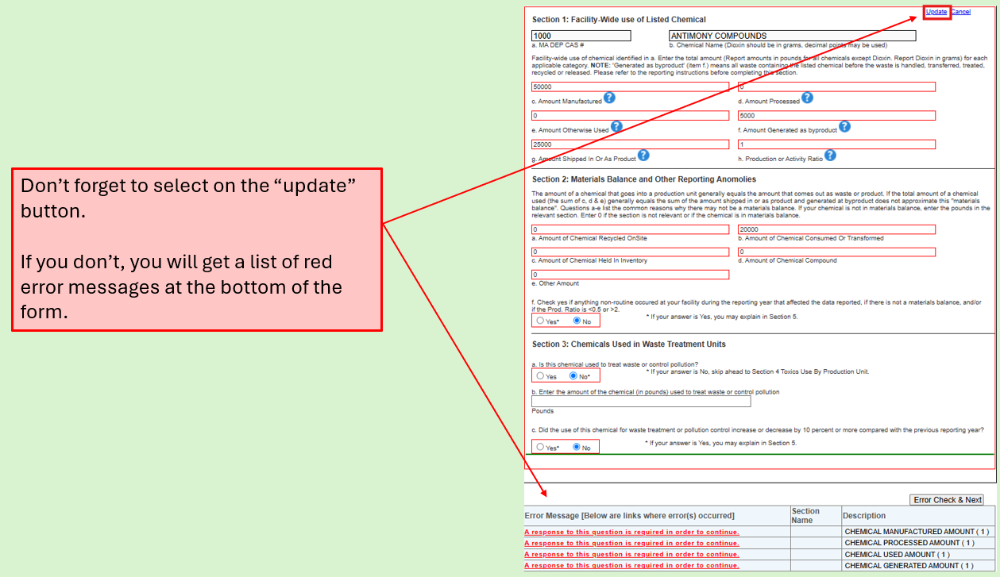 Update Cancel
Section 1: Facility-Wide use of Listed Chemical
1000
ANTIMONY COMPOUNDS
a. MA DEP CAS #
b. Chemical Name (Dioxin should be in grams, decimal points may be used)
Facility-wide use of chemical identified in a. Enter the total amount (Report amounts in pounds for all chemicals except Dioxin. Report Dioxin in grams) for each
applicable category. NOTE: 'Generated as byproduct' (item f.) means all waste containing the listed chemical before the waste is handled, transferred, treated,
recycled or released. Please refer to the reporting instructions before completing this section.
50000
0
c. Amount Manufactured ?
d. Amount Processed ?
0
5000
e. Amount Otherwise Used ?
f. Amount Generated as byproduct ?
25000
1
g. Amount Shipped In Or As Product ?
h. Production or Activity Ratio ?
Don’t forget to select on the “update”
button.
If you don’t, you will get a list of red
error messages at the bottom of the
form.
Section 2: Materials Balance and Other Reporting Anomolies
The amount of a chemical that goes into a production unit generally equals the amount that comes out as waste or product. If the total amount of a chemical
used (the sum of c, d & e) generally equals the sum of the amount shipped in or as product and generated at byproduct does not approximate this "materials
balance". Questions a-e list the common reasons why there may not be a materials balance. If your chemical is not in materials balance, enter the pounds in the
relevant section. Enter 0 if the section is not relevant or if the chemical is in materials balance.
0
20000
a. Amount of Chemical Recycled OnSite
b. Amount of Chemical Consumed Or Transformed
0
0
c. Amount of Chemical Held In Inventory
d. Amount of Chemical Compound
0
e. Other Amount
f. Check yes if anything non-routine occured at your facility during the reporting year that affected the data reported, if there is not a materials balance, and/or
if the Prod. Ratio is <0.5 or >2.
Yes* No
* If your answer is Yes, you may explain in Section 5.
Section 3: Chemicals Used in Waste Treatment Units
a. Is this chemical used to treat waste or control pollution?
Yes No*
* If your answer is No, skip ahead to Section 4 Toxics Use By Production Unit.
b. Enter the amount of the chemical (in pounds) used to treat waste or control pollution
Pounds
c. Did the use of this chemical for waste treatment or pollution control increase or decrease by 10 percent or more compared with the previous reporting year?
Yes* No
* If your answer is Yes, you may explain in Section 5.
Error Check & Next
Error Message [Below are links where error(s) occurred]
Section
Name
Description
A response to this question is required in order to continue.
CHEMICAL MANUFACTURED AMOUNT ( 1 )
A response to this question is required in order to continue.
CHEMICAL PROCESSED AMOUNT ( 1 )
A response to this question is required in order to continue.
CHEMICAL USED AMOUNT ( 1 )
A response to this question is required in order to continue.
CHEMICAL GENERATED AMOUNT ( 1 )